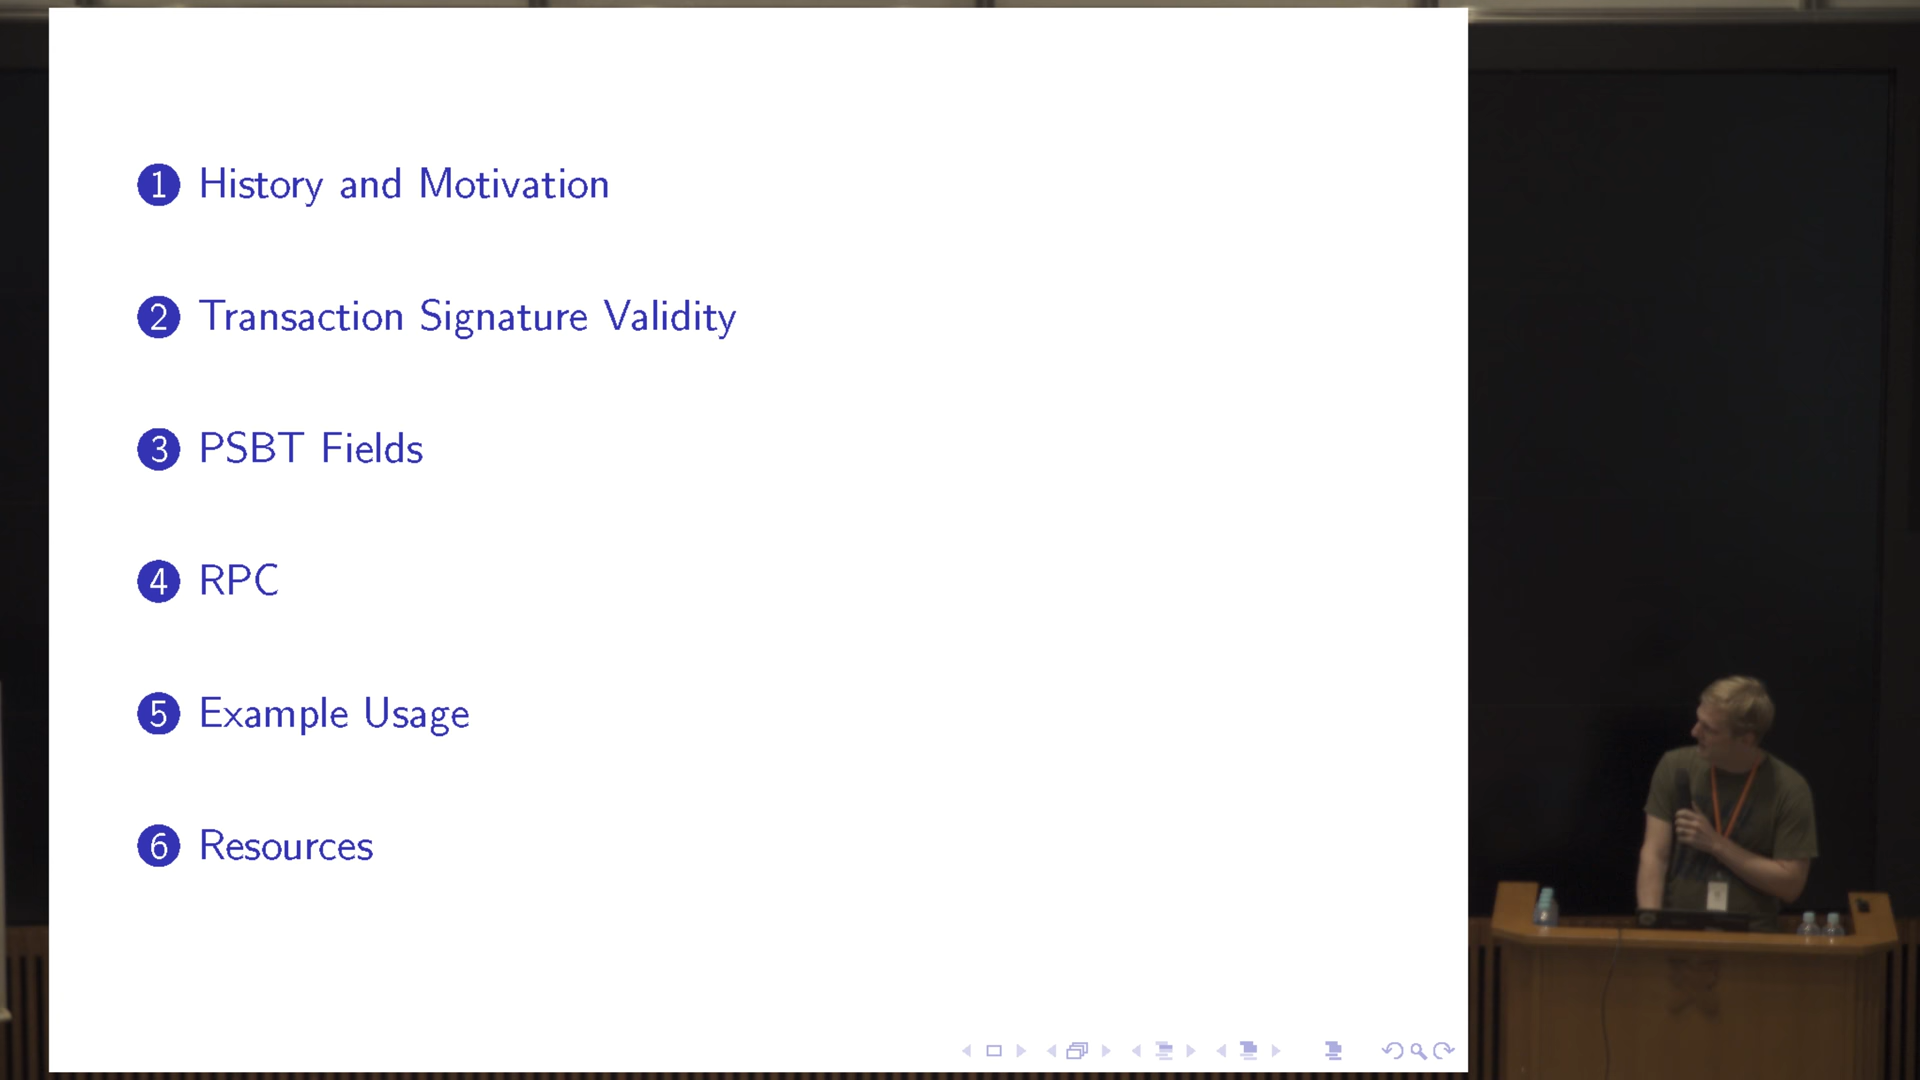 1 History and Motivation
2 Transaction Signature Validity
3 PSBT Fields
4 RPC
5 Example Usage
6 Resources